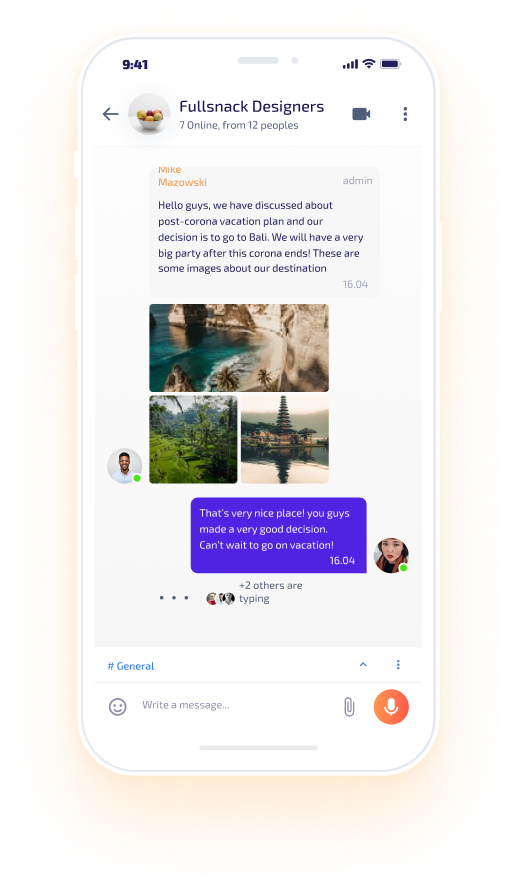 9:41
Fullsnack Designers
7 Online, from 12 peoples
Mike
Mazowski
admin
Hello guys, we have discussed about
post-corona vacation plan and our
decision is to go to Bali. We will have a very
big party after this corona ends! These are
some images about our destination
16.04
That's very nice place! you guys
made a very good decision.
Can't wait to go on vacation!
16.04
+2 others are
typing
# General
Write a message...